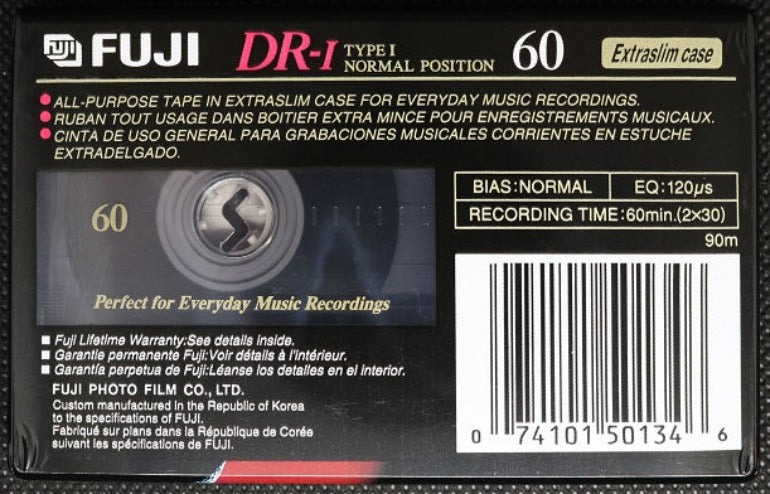 FUJI FUJI DR-I TYPE I NORMAL POSITION 60 Extraslim case
ALL-PURPOSE TAPE IN EXTRASLIM CASE FOR EVERYDAY MUSIC RECORDINGS.
RUBAN TOUT USAGE DANS BOITIER EXTRA MINCE POUR ENREGISTREMENTS MUSICAUX.
CINTA DE USO GENERAL PARA GRABACIONES MUSICALES CORRIENTES EN ESTUCHE
EXTRADELGADO.
60
Perfect for Everyday Music Recordings
BIAS:NORMAL EQ:120µs
RECORDING TIME:60min.(2×30)
90m
Fuji Lifetime Warranty:See details inside.
Garantie permanente Fuji:Voir détails à l'intérieur.
Garantía perpetua de Fuji:Léanse los detalles en el interior.
FUJI PHOTO FILM CO., LTD.
Custom manufactured in the Republic of Korea
to the specifications of FUJI.
Fabriqué sur plans dans la République de Corée
suivant les spécifications de FUJI.
0 74101 50134 6